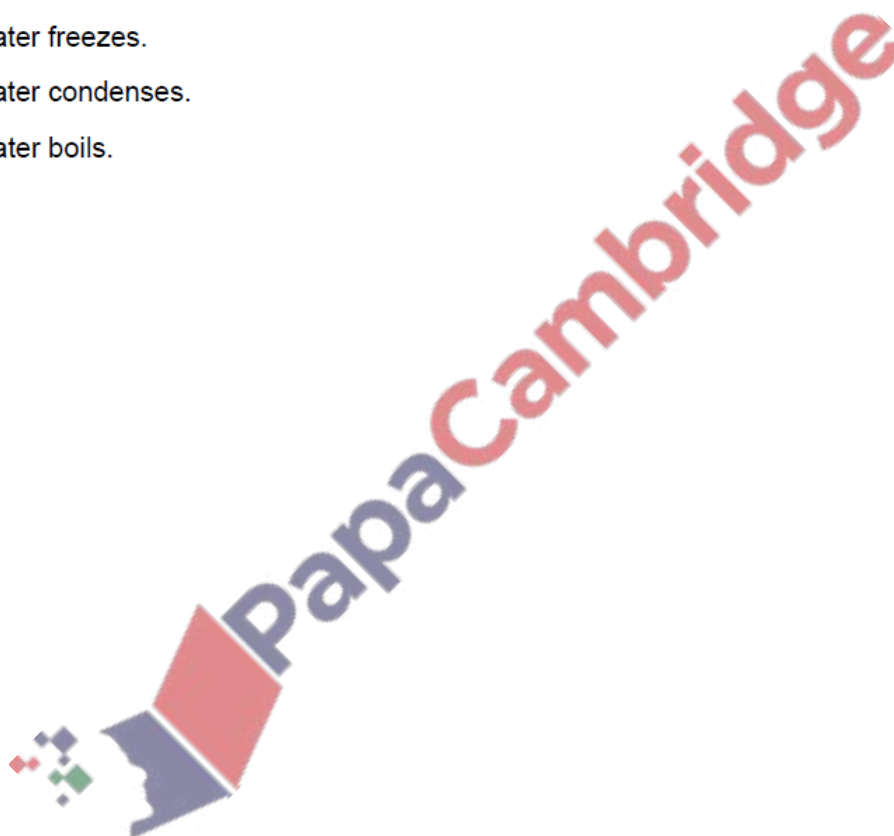 ater freezes.
ater condenses.
ater boils.
PapaCambridge